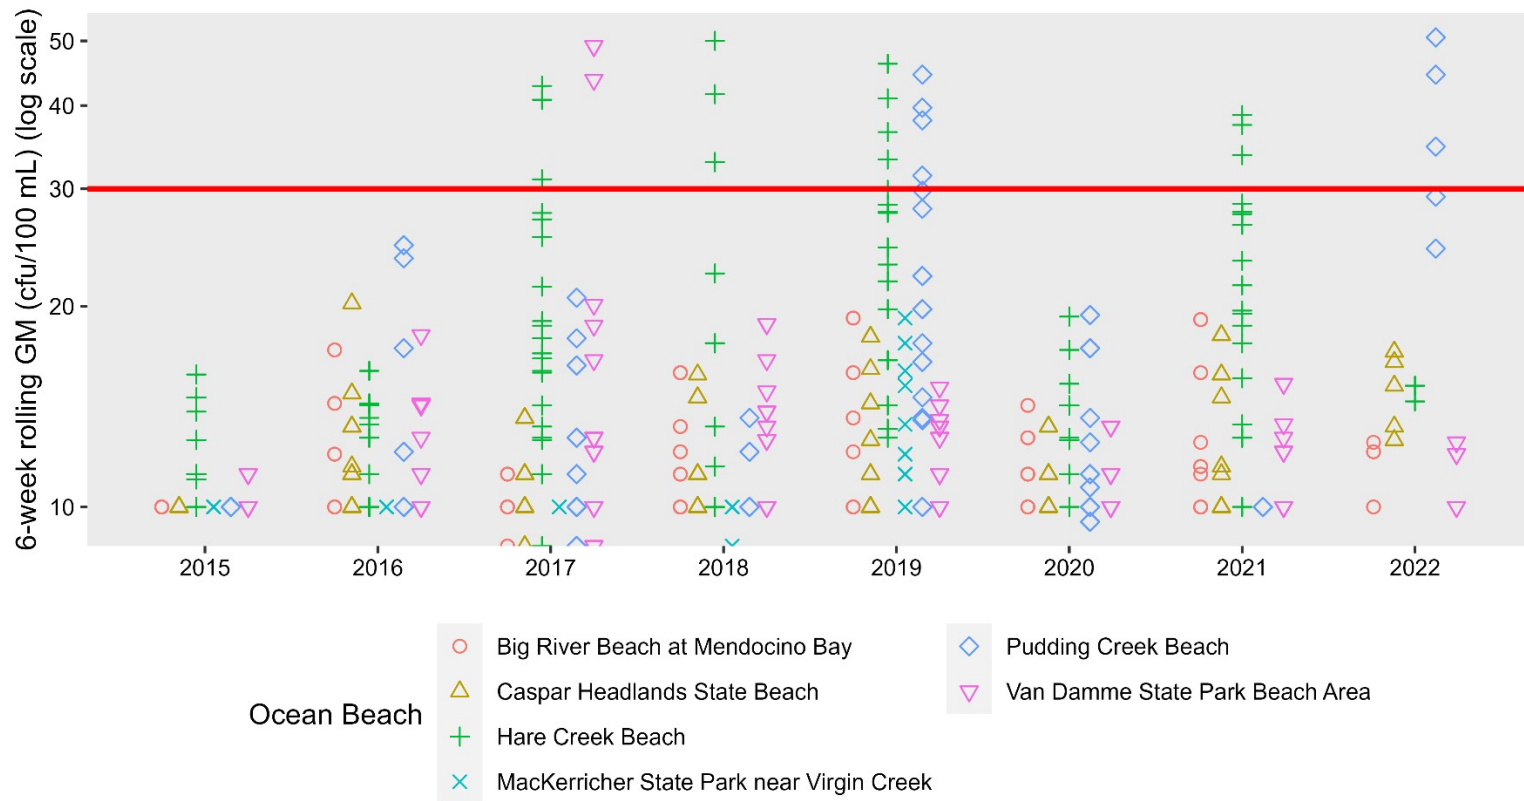 6-week rolling GM (cfu/100 mL) (log scale)
50
40
30
20
10
2015 2016 2017 2018 2019 2020 2021 2022
Ocean Beach
Big River Beach at Mendocino Bay
Caspar Headlands State Beach
Hare Creek Beach
MacKerricher State Park near Virgin Creek
Pudding Creek Beach
Van Damme State Park Beach Area